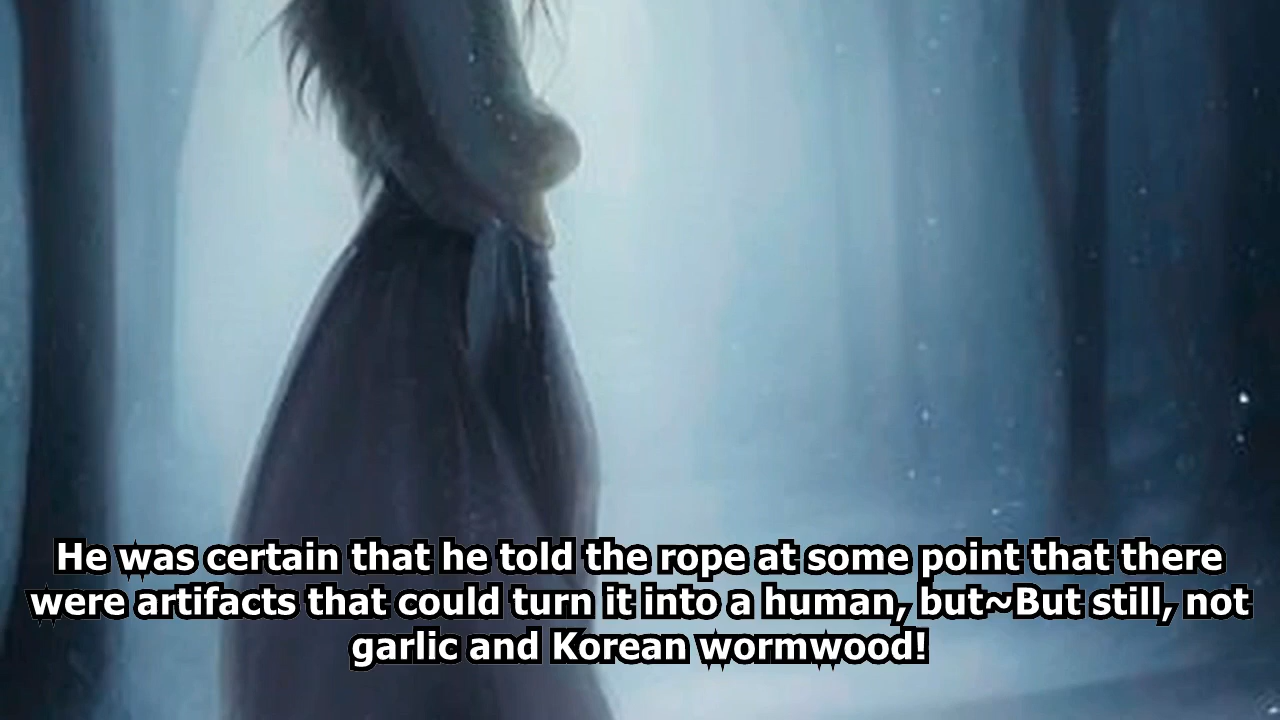 He was certain that he told the rope at some point that there
were artifacts that could turn it into a human, but~But still, not
garlic and Korean wormwood!